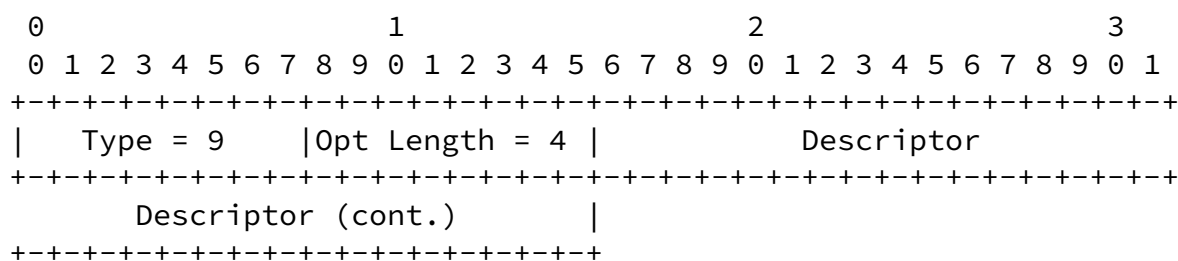 0                   1                   2                   3
 0 1 2 3 4 5 6 7 8 9 0 1 2 3 4 5 6 7 8 9 0 1 2 3 4 5 6 7 8 9 0 1
+-+-+-+-+-+-+-+-+-+-+-+-+-+-+-+-+-+-+-+-+-+-+-+-+-+-+-+-+-+-+-+-+
|   Type = 9    |Opt Length = 4 |           Descriptor
+-+-+-+-+-+-+-+-+-+-+-+-+-+-+-+-+-+-+-+-+-+-+-+-+-+-+-+-+-+-+-+-+
       Descriptor (cont.)       |
+-+-+-+-+-+-+-+-+-+-+-+-+-+-+-+-+